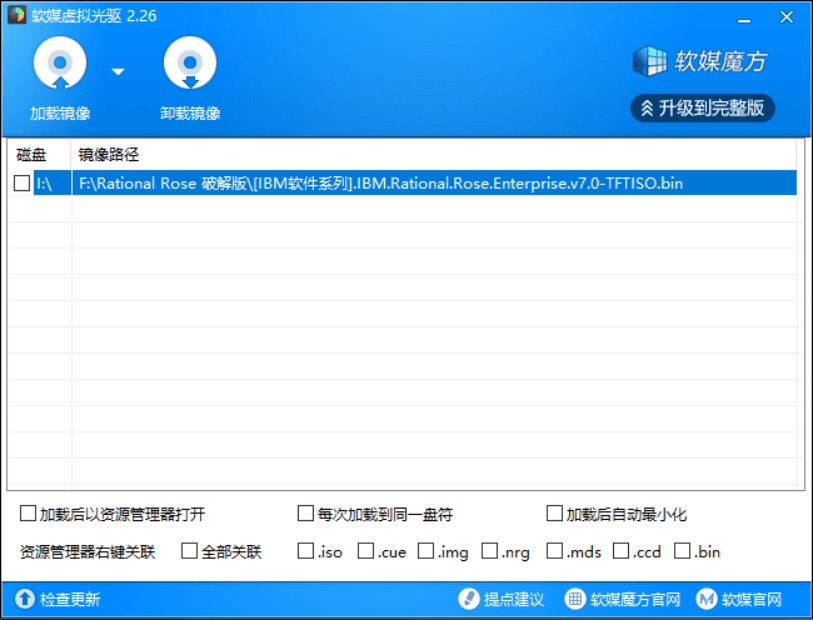 软媒虚拟光驱 2.26
加载镜像 卸载镜像
软媒魔方
升级到完整版
磁盘 镜像路径
I:\ F:\Rational Rose 破解版\[IBM软件系列].IBM.Rational.Rose.Enterprise.v7.0-TFTISO.bin
加载后以资源管理器打开 每次加载到同一盘符 加载后自动最小化
资源管理器右键关联 全部关联 .iso .cue .img .nrg .mds .ccd .bin
检查更新 提点建议 软媒魔方官网 软媒官网